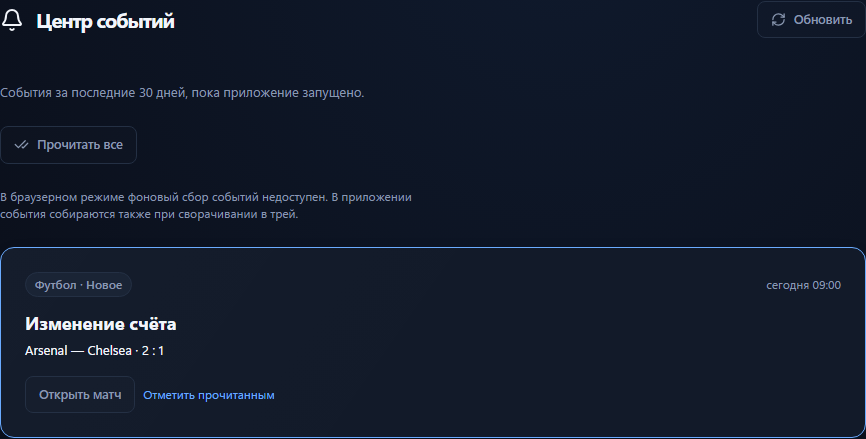 Центр событий
Обновить
События за последние 30 дней, пока приложение запущено.
Прочитать все
В браузерном режиме фоновый сбор событий недоступен. В приложении
события собираются также при сворачивании в трей.
Футбол · Новое
сегодня 09:00
Изменение счёта
Arsenal — Chelsea · 2 : 1
Открыть матч
Отметить прочитанным